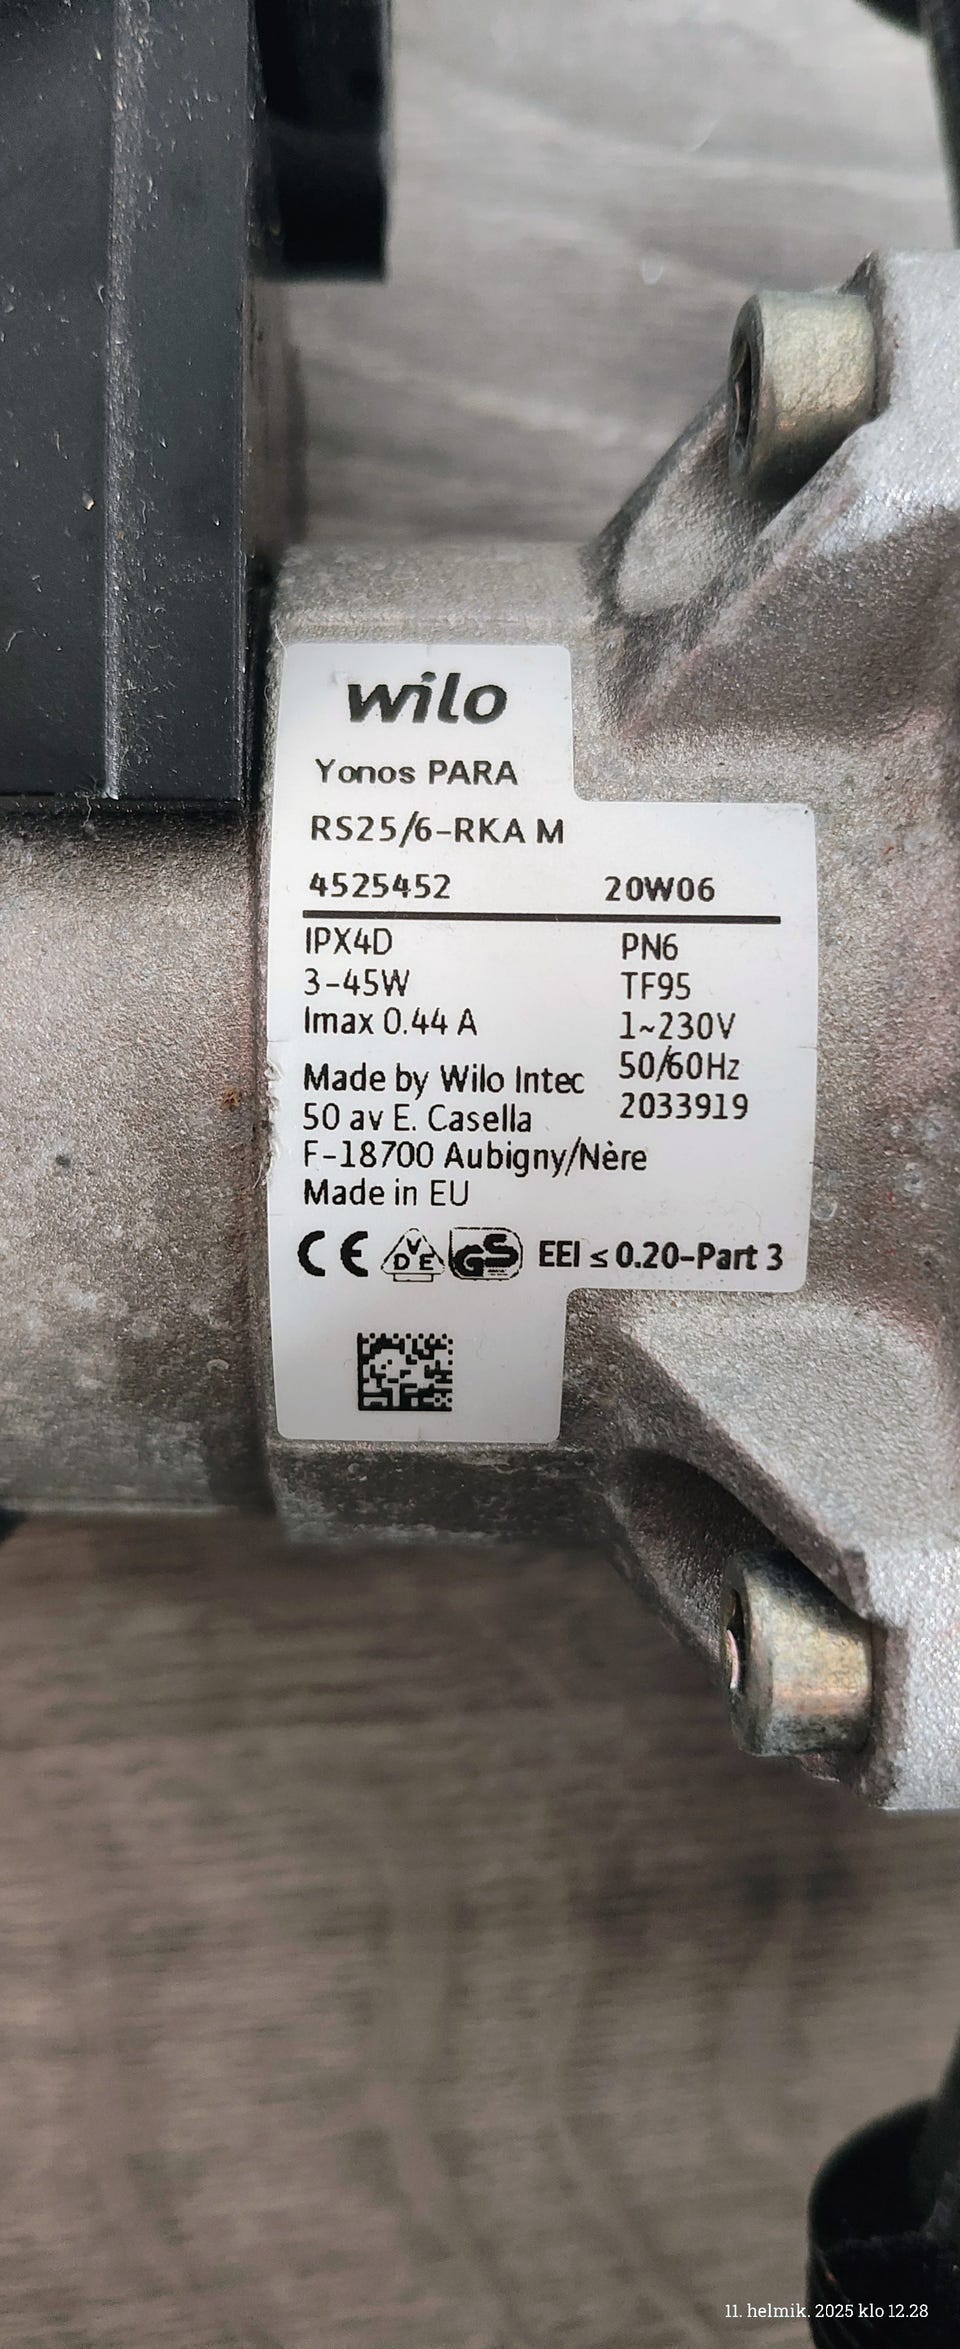 wilo
Yonos PARA
RS25/6-RKA M
4525452 20W06
IPX4D PN6
3-45W TF95
Imax 0.44 A 1~230V
50/60Hz
Made by Wilo Intec 2033919
50 av E. Casella
F-18700 Aubigny/Nère
Made in EU
CE VDE GS EEI ≤ 0.20-Part 3
11. helmik. 2025 klo 12.28